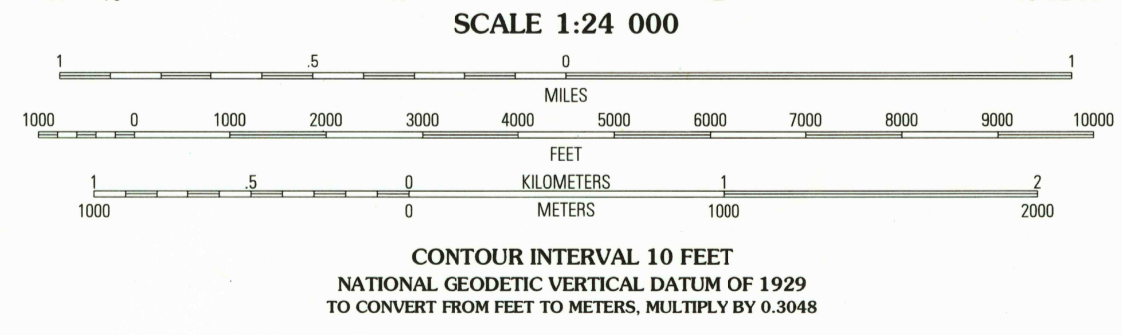 SCALE 1:24 000
1 .5 0 1
MILES
1000 0 1000 2000 3000 4000 5000 6000 7000 8000 9000 10000
FEET
1 .5 0 KILOMETERS 1 2
1000 0 METERS 1000 2000
CONTOUR INTERVAL 10 FEET
NATIONAL GEODETIC VERTICAL DATUM OF 1929
TO CONVERT FROM FEET TO METERS, MULTIPLY BY 0.3048